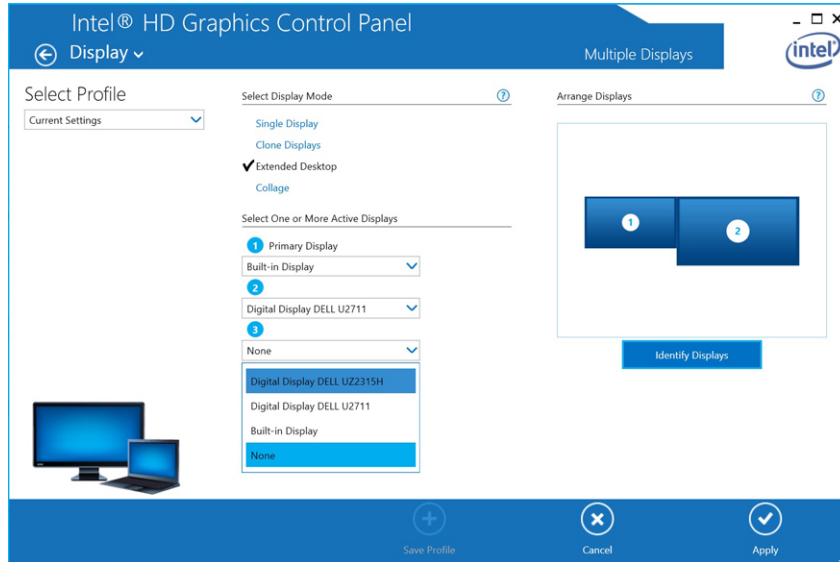 Intel® HD Graphics Control Panel
Display
Multiple Displays
intel
Select Profile
Current Settings
Select Display Mode
?
Single Display
Clone Displays
Extended Desktop
Collage
Select One or More Active Displays
1 Primary Display
Built-in Display
2
Digital Display DELL U2711
3
None
Digital Display DELL UZ2315H
Digital Display DELL U2711
Built-in Display
None
Arrange Displays
?
1
2
Identify Displays
Save Profile
Cancel
Apply